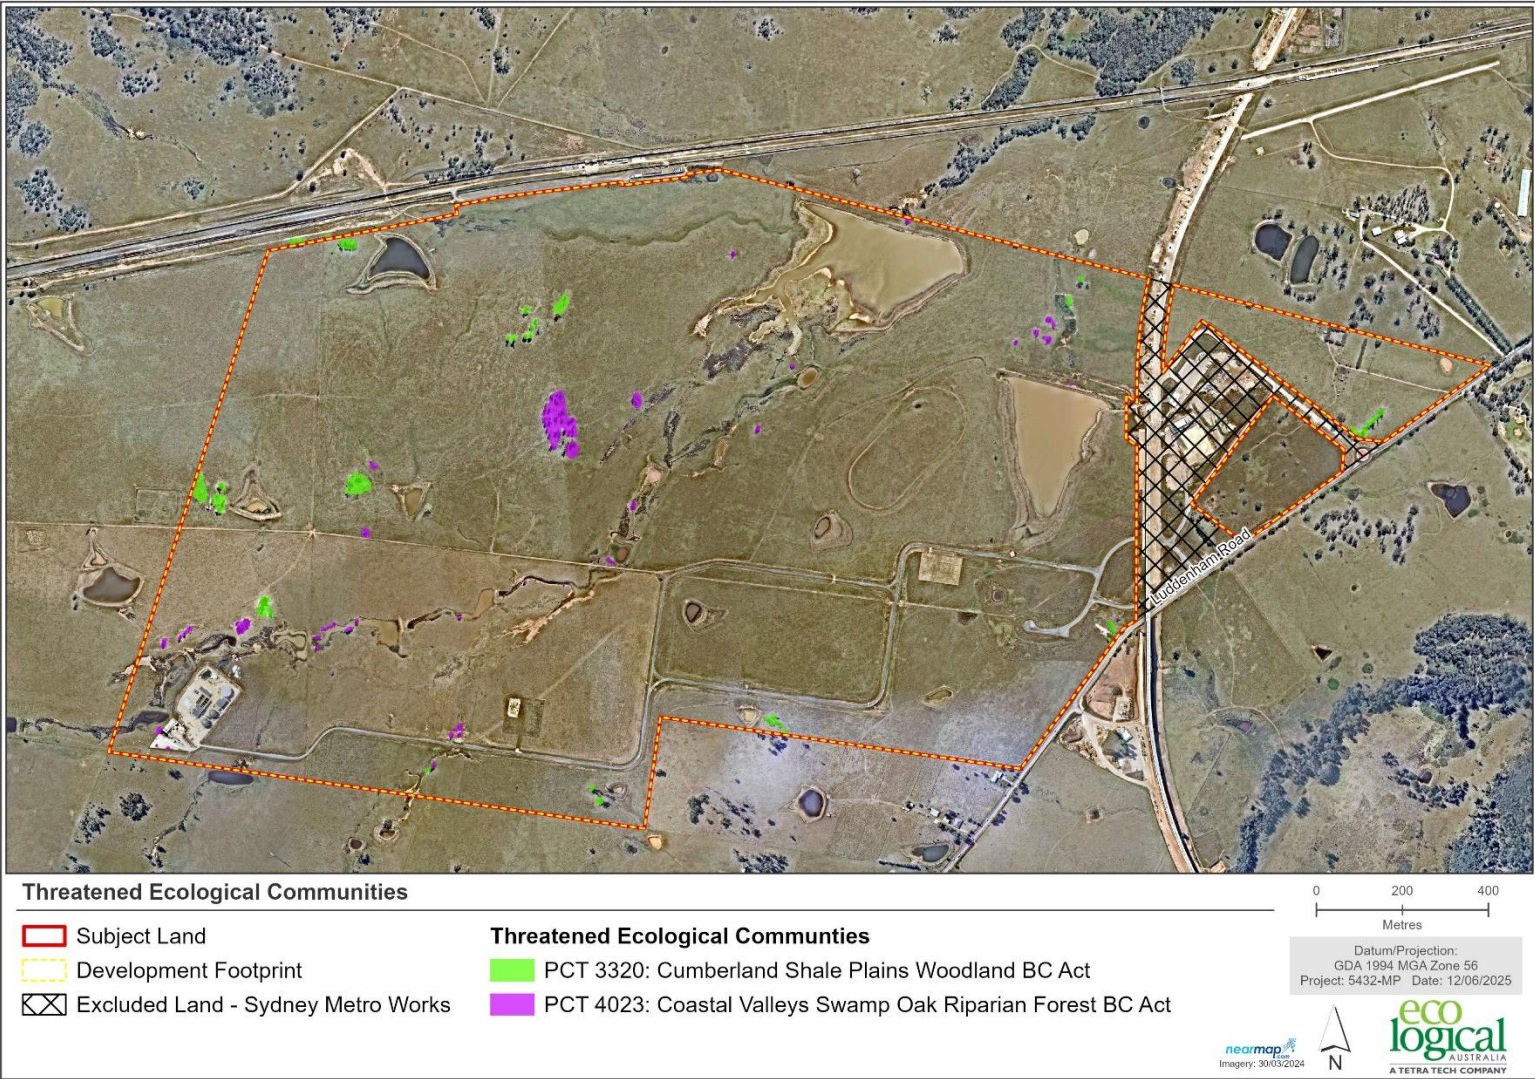 Luddenham Road
Threatened Ecological Communities
Subject Land
Development Footprint
Excluded Land - Sydney Metro Works
Threatened Ecological Communties
PCT 3320: Cumberland Shale Plains Woodland BC Act
PCT 4023: Coastal Valleys Swamp Oak Riparian Forest BC Act
0 200 400
Metres
Datum/Projection:
GDA 1994 MGA Zone 56
Project: 5432-MP Date: 12/06/2025
nearmap
.com
Imagery: 30/03/2024
N
eco
logical
AUSTRALIA
A TETRA TECH COMPANY